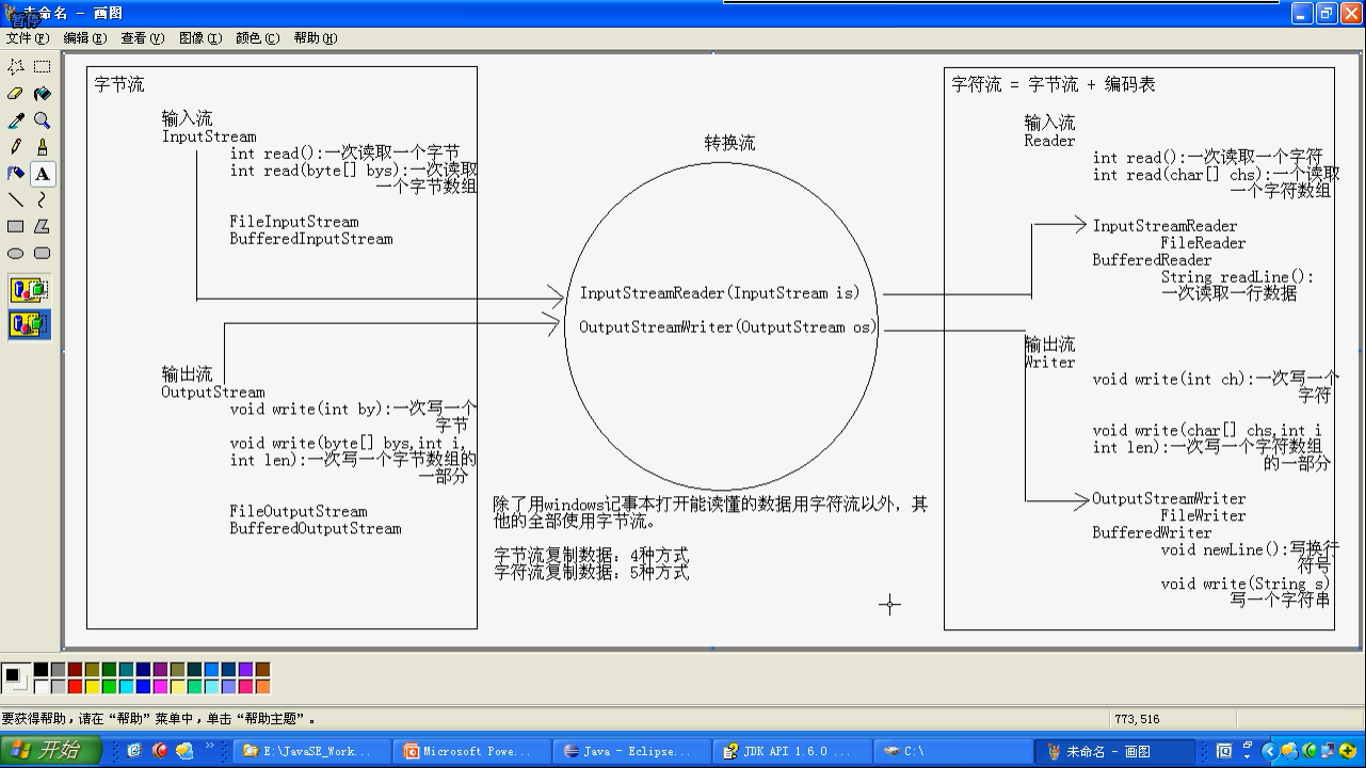 未命名 - 画图
暂停
文件(F) 编辑(E) 查看(V) 图像(I) 颜色(C) 帮助(H)
字节流
输入流
InputStream
int read():一次读取一个字节
int read(byte[] bys):一次读取
一个字节数组
FileInputStream
BufferedInputStream
输出流
OutputStream
void write(int by):一次写一个
字节
void write(byte[] bys,int i,
int len):一次写一个字节数组的
一部分
FileOutputStream
BufferedOutputStream
转换流
InputStreamReader(InputStream is)
OutputStreamWriter(OutputStream os)
除了用windows记事本打开能读懂的数据用字符流以外，其
他的全部使用字节流。
字节流复制数据：4种方式
字符流复制数据：5种方式
字符流 = 字节流 + 编码表
输入流
Reader
int read():一次读取一个字符
int read(char[] chs):一个读取
一个字符数组
InputStreamReader
FileReader
BufferedReader
String readLine():
一次读取一行数据
输出流
Writer
void write(int ch):一次写一个
字符
void write(char[] chs,int i
int len):一次写一个字符数组
的一部分
OutputStreamWriter
FileWriter
BufferedWriter
void newLine():写换行
符号
void write(String s)
写一个字符串
要获得帮助，请在“帮助”菜单中，单击“帮助主题”。
773,516
开始
E:\JavaSE_Work...
Microsoft Powe...
Java - Eclipse...
JDK API 1.6.0 ...
C:\
未命名 - 画图